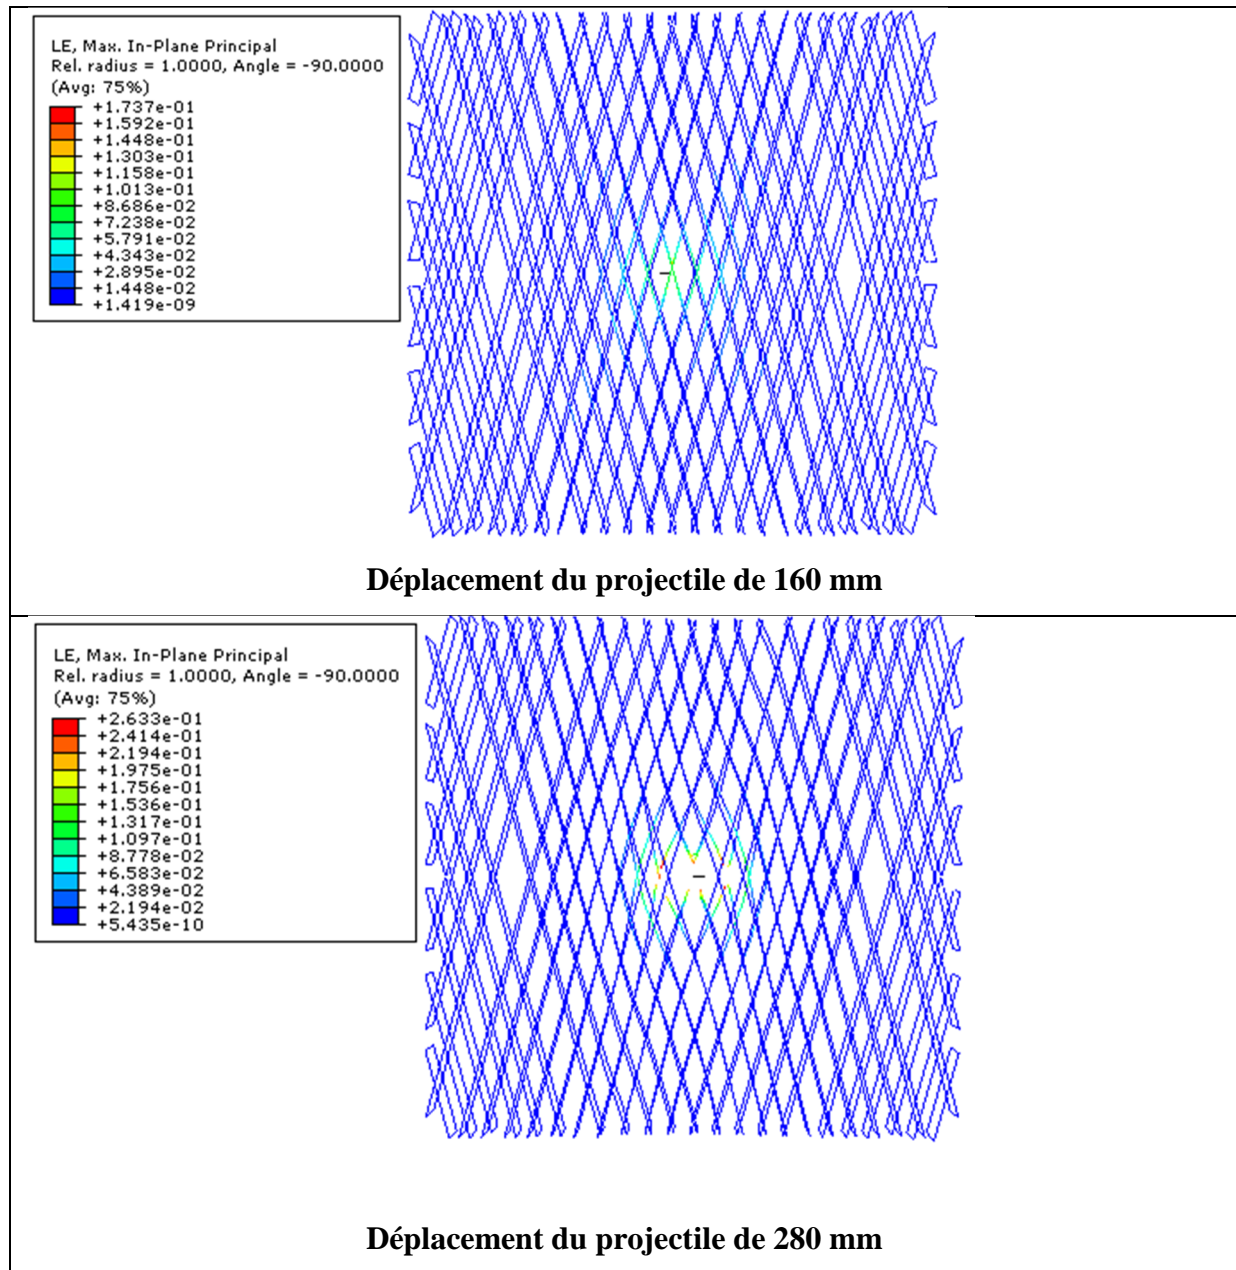 LE, Max. In-Plane Principal
Rel. radius = 1.0000, Angle = -90.0000
(Avg: 75%)
+1.737e-01
+1.592e-01
+1.448e-01
+1.303e-01
+1.158e-01
+1.013e-01
+8.686e-02
+7.238e-02
+5.791e-02
+4.343e-02
+2.895e-02
+1.448e-02
+1.419e-09
Déplacement du projectile de 160 mm
LE, Max. In-Plane Principal
Rel. radius = 1.0000, Angle = -90.0000
(Avg: 75%)
+2.633e-01
+2.414e-01
+2.194e-01
+1.975e-01
+1.756e-01
+1.536e-01
+1.317e-01
+1.097e-01
+8.778e-02
+6.583e-02
+4.389e-02
+2.194e-02
+5.435e-10
Déplacement du projectile de 280 mm